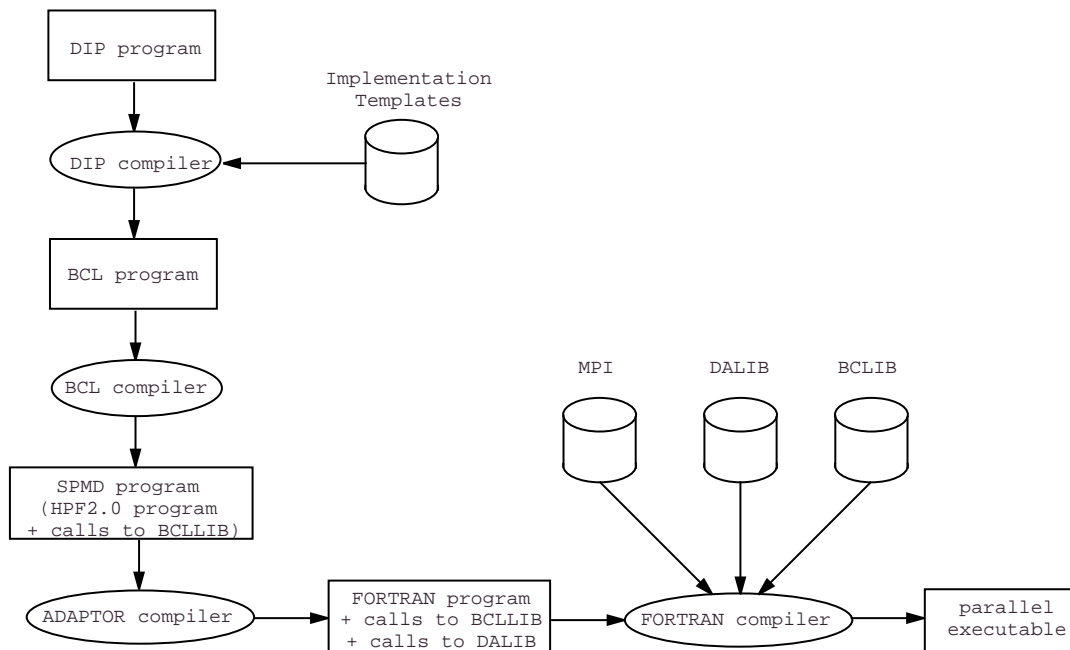 DIP program
Implementation
Templates
DIP compiler
BCL program
BCL compiler
MPI
DALIB
BCLIB
SPMD program
(HPF2.0 program
+ calls to BCLLIB)
ADAPTOR compiler
FORTRAN program
+ calls to BCLLIB
+ calls to DALIB
FORTRAN compiler
parallel
executable